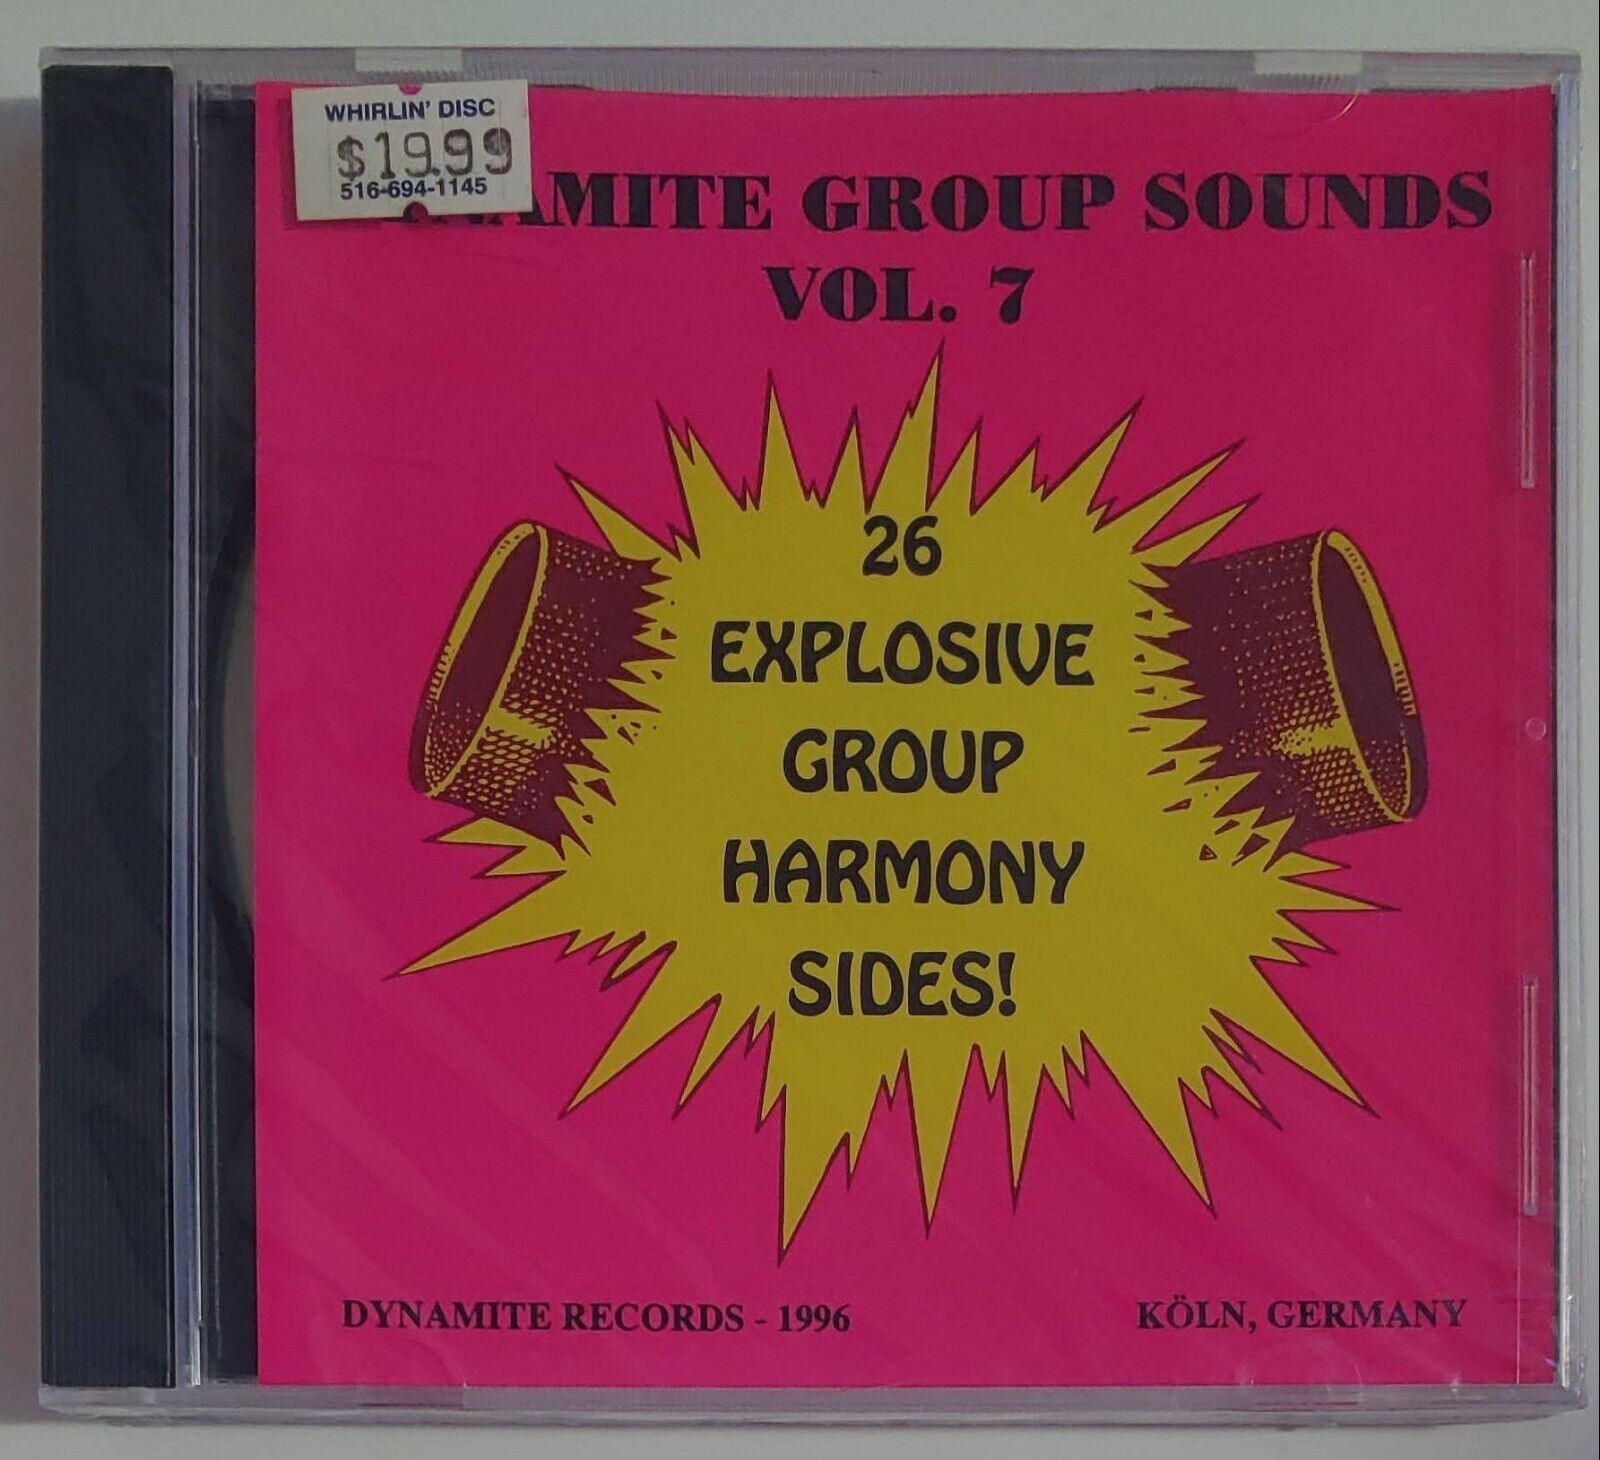 WHIRLIN' DISC
$19.99
516-694-1145
NAMITE GROUP SOUNDS
VOL. 7
26
EXPLOSIVE
GROUP
HARMONY
SIDES!
DYNAMITE RECORDS - 1996
KÖLN, GERMANY